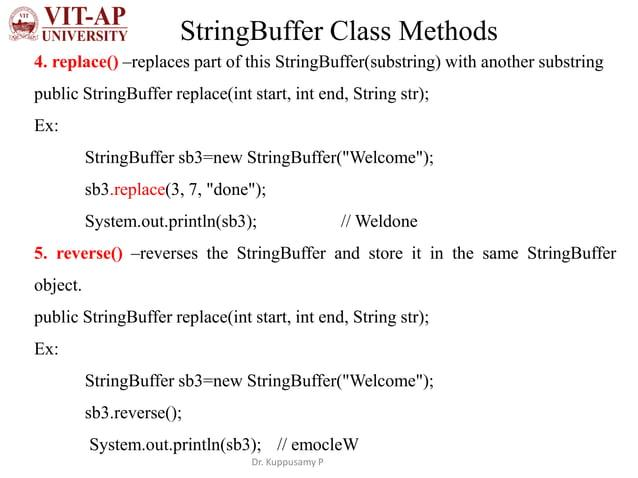 VIT
VIT-AP
UNIVERSITY
StringBuffer Class Methods
4. replace() –replaces part of this StringBuffer(substring) with another substring
public StringBuffer replace(int start, int end, String str);
Ex:
StringBuffer sb3=new StringBuffer("Welcome");
sb3.replace(3, 7, "done");
System.out.println(sb3); // Weldone
5. reverse() –reverses the StringBuffer and store it in the same StringBuffer
object.
public StringBuffer replace(int start, int end, String str);
Ex:
StringBuffer sb3=new StringBuffer("Welcome");
sb3.reverse();
System.out.println(sb3); // emocleW
Dr. Kuppusamy P